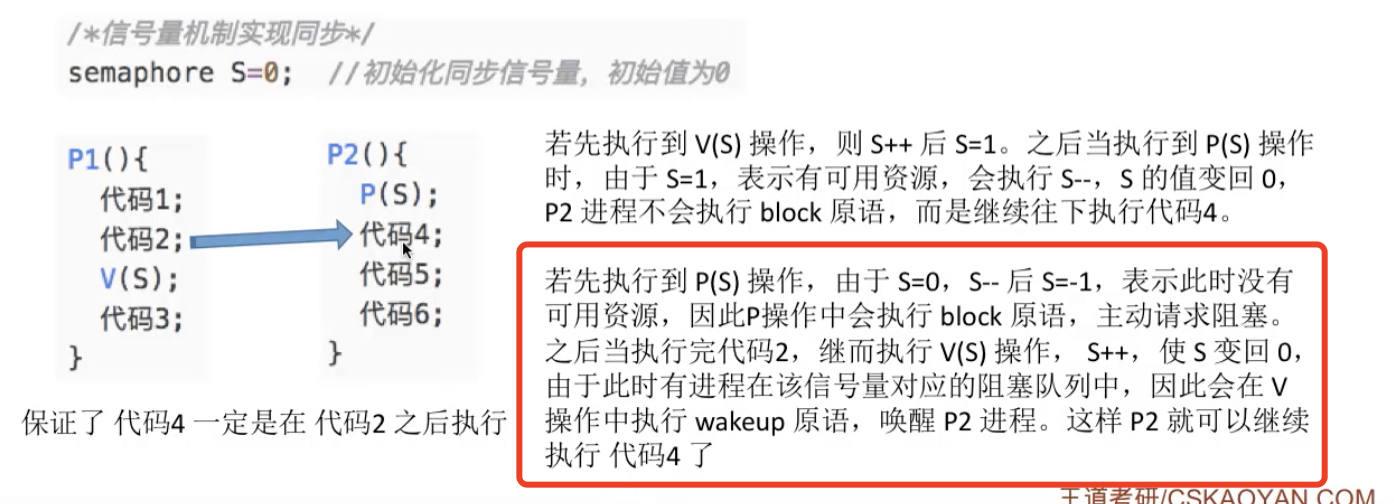 /*信号量机制实现同步*/
semaphore S=0; //初始化同步信号量，初始值为0
P1(){
代码1;
代码2;
V(S);
代码3;
}
P2(){
P(S);
代码4;
代码5;
代码6;
}
保证了 代码4 一定是在 代码2 之后执行
若先执行到 V(S) 操作，则 S++ 后 S=1。之后当执行到 P(S) 操作
时，由于 S=1，表示有可用资源，会执行 S--，S 的值变回 0，
P2 进程不会执行 block 原语，而是继续往下执行代码4。
若先执行到 P(S) 操作，由于 S=0，S-- 后 S=-1，表示此时没有
可用资源，因此P操作中会执行 block 原语，主动请求阻塞。
之后当执行完代码2，继而执行 V(S) 操作， S++，使 S 变回 0，
由于此时有进程在该信号量对应的阻塞队列中，因此会在 V
操作中执行 wakeup 原语，唤醒 P2 进程。这样 P2 就可以继续
执行 代码4 了
王道考研/CSKAOYAN.COM